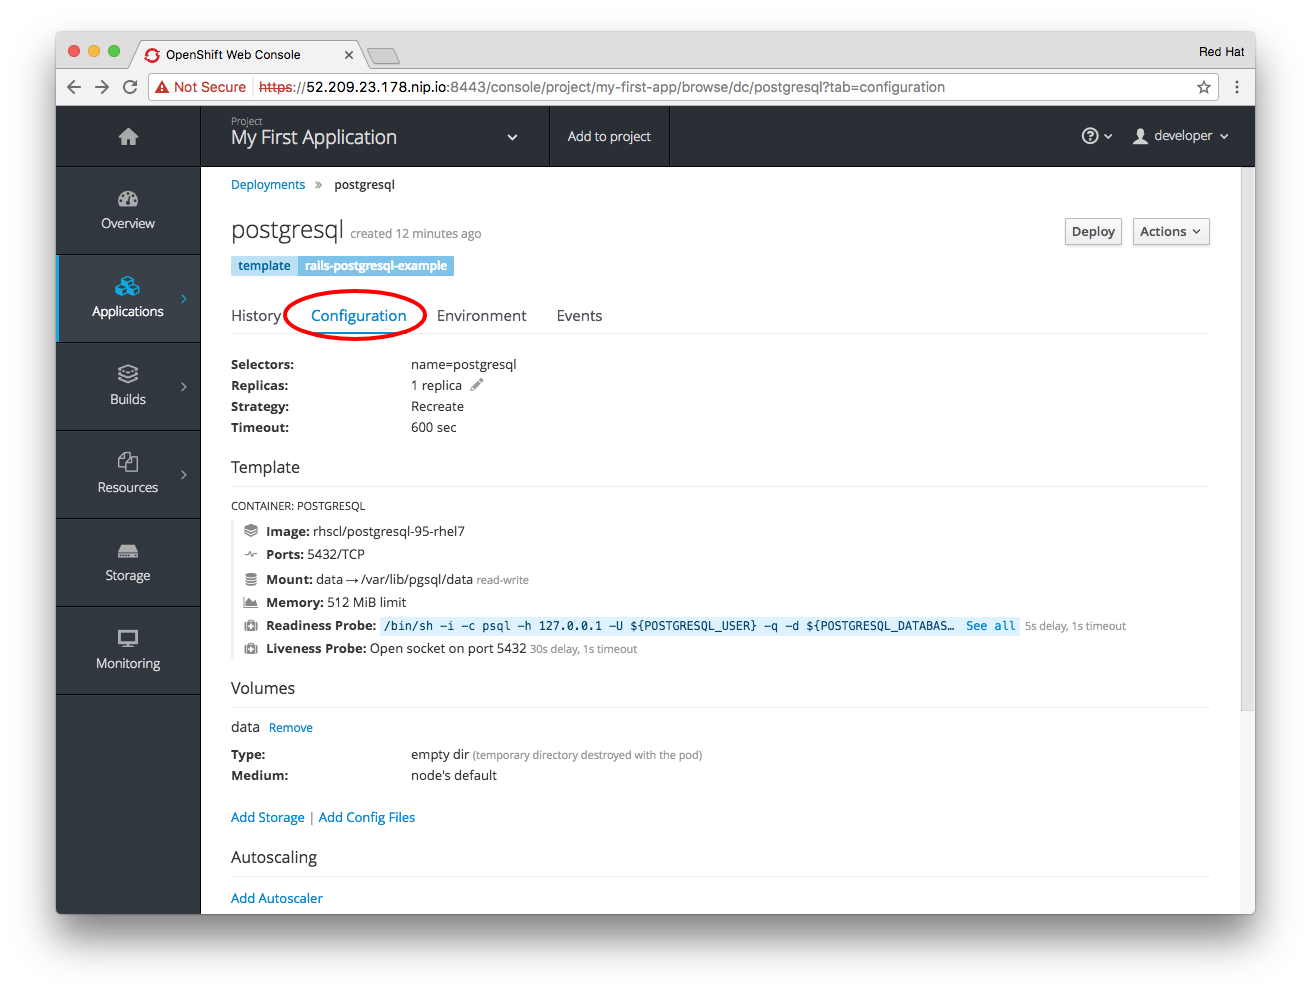 OpenShift Web Console
Red Hat
Not Secure https://52.209.23.178.nip.io:8443/console/project/my-first-app/browse/dc/postgresql?tab=configuration
Project
My First Application
Add to project
developer
Overview
Applications
Builds
Resources
Storage
Monitoring
Deployments » postgresql
postgresql created 12 minutes ago
Deploy
Actions
template rails-postgresql-example
History Configuration Environment Events
Selectors: name=postgresql
Replicas: 1 replica
Strategy: Recreate
Timeout: 600 sec
Template
CONTAINER: POSTGRESQL
Image: rhscl/postgresql-95-rhel7
Ports: 5432/TCP
Mount: data→/var/lib/pgsql/data read-write
Memory: 512 MiB limit
Readiness Probe: /bin/sh -i -c psql -h 127.0.0.1 -U ${POSTGRESQL_USER} -q -d ${POSTGRESQL_DATABAS… See all 5s delay, 1s timeout
Liveness Probe: Open socket on port 5432 30s delay, 1s timeout
Volumes
data Remove
Type: empty dir (temporary directory destroyed with the pod)
Medium: node's default
Add Storage | Add Config Files
Autoscaling
Add Autoscaler